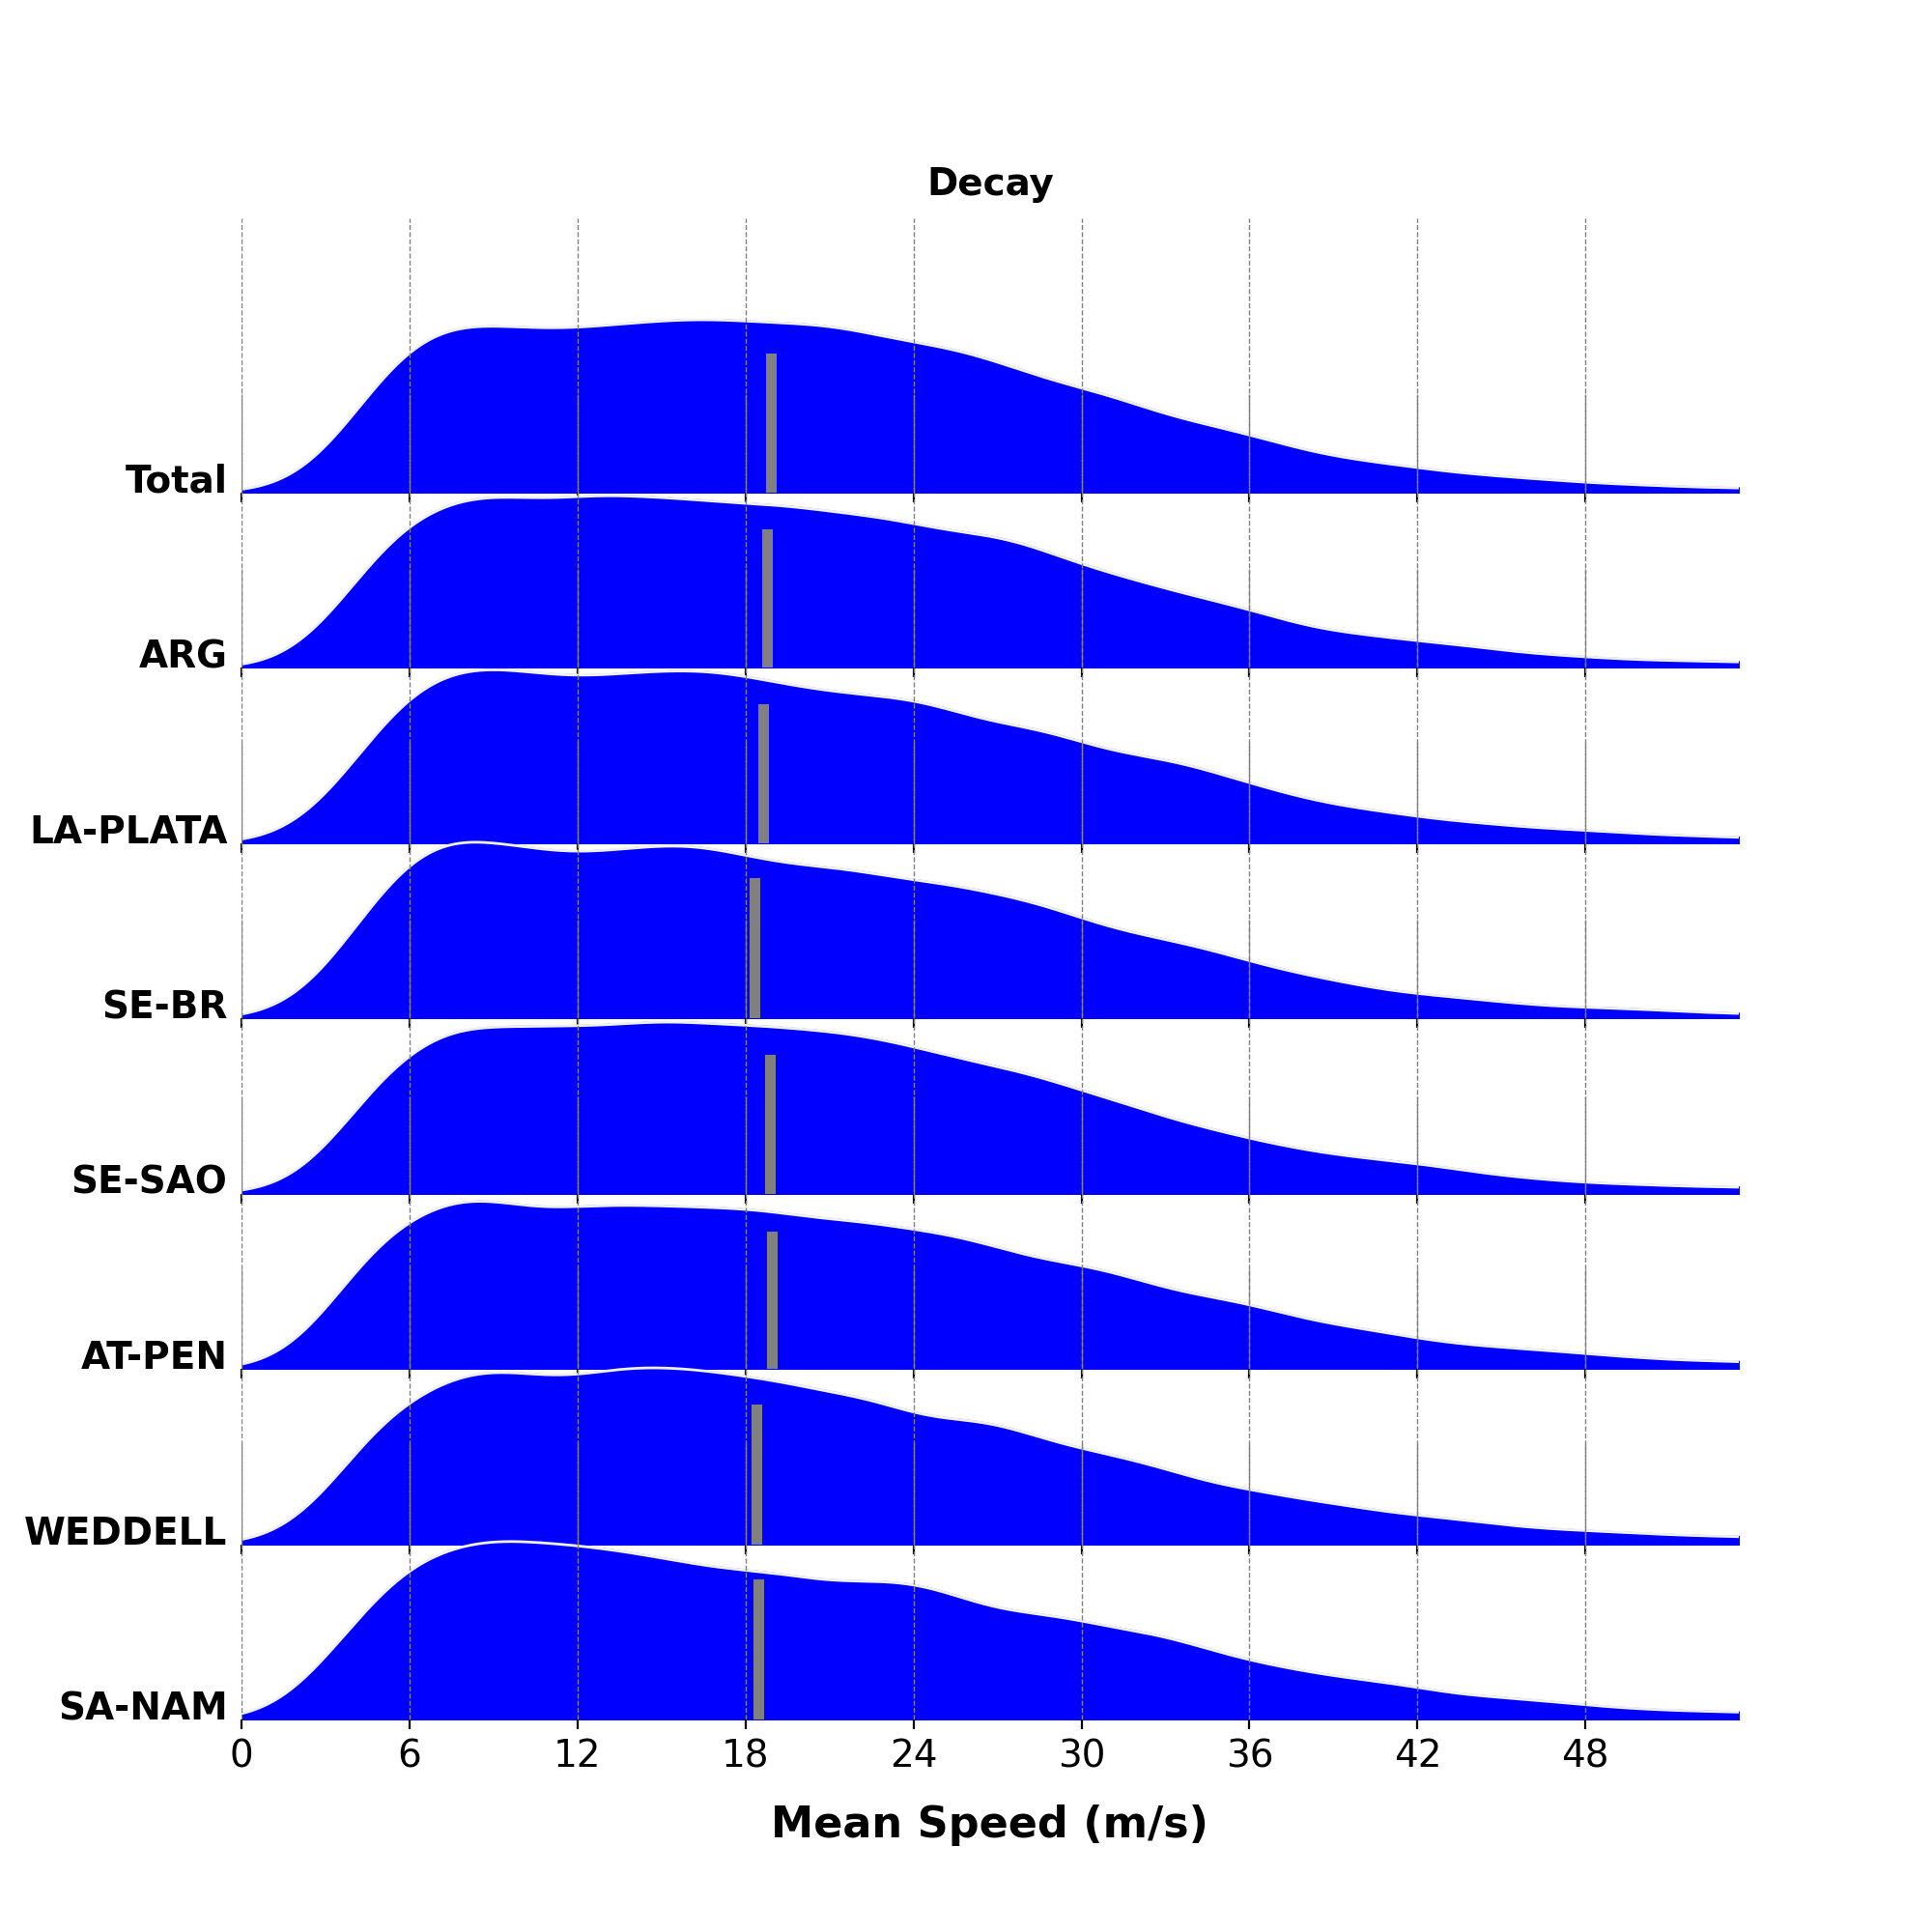 Decay
Total
ARG
LA-PLATA
SE-BR
SE-SAO
AT-PEN
WEDDELL
SA-NAM
0 6 12 18 24 30 36 42 48
Mean Speed (m/s)